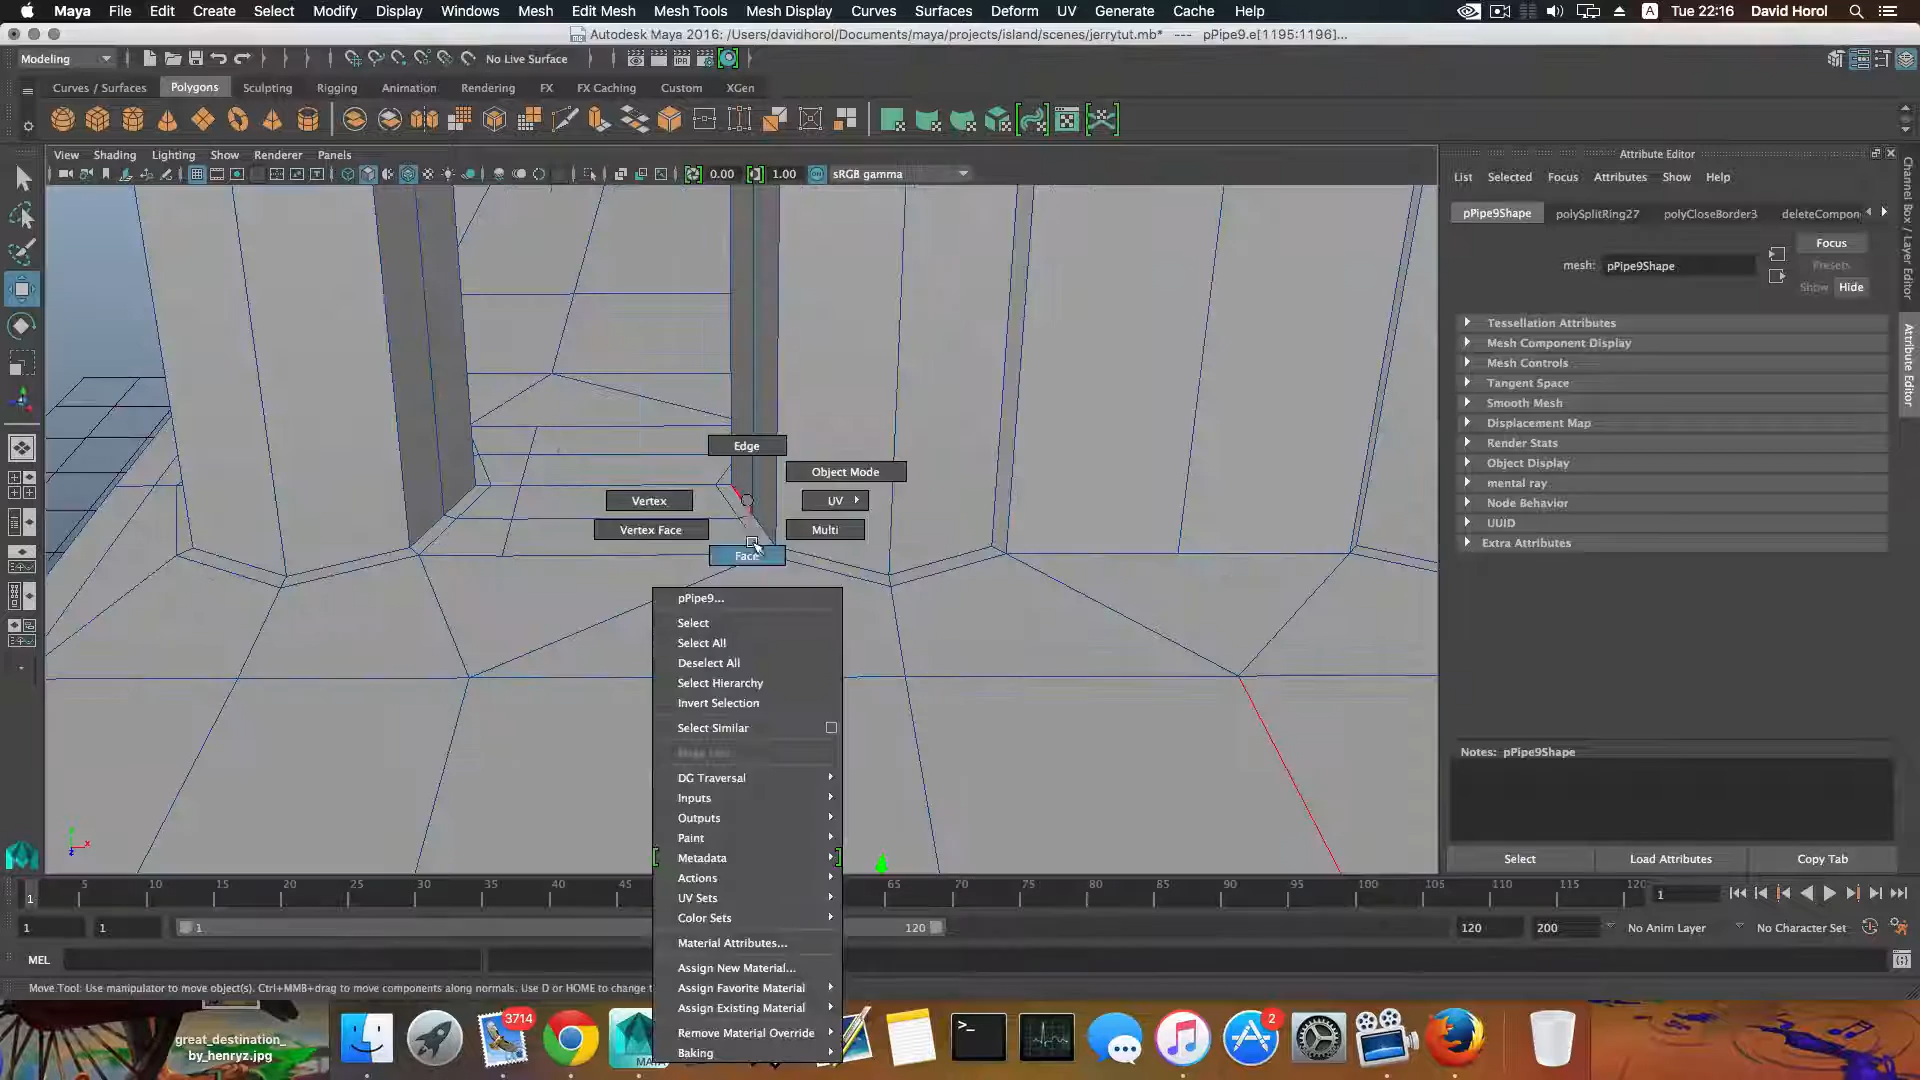 Maya File Edit Create Select Modify Display Windows Mesh Edit Mesh Mesh Tools Mesh Display Curves Surfaces Deform UV Generate Cache Help A Tue 22:16 David Horol
Autodesk Maya 2016: /Users/davidhorol/Documents/maya/projects/island/scenes/jerrytut.mb* --- pPipe9.e[1195:1196]...
Modeling No Live Surface
Curves / Surfaces Polygons Sculpting Rigging Animation Rendering FX FX Caching Custom XGen
View Shading Lighting Show Renderer Panels
0.00 1.00 sRGB gamma
Attribute Editor
List Selected Focus Attributes Show Help
pPipe9Shape polySplitRing27 polyCloseBorder3 deleteCompon
Focus
mesh: pPipe9Shape
Presets
Show Hide
Tessellation Attributes
Mesh Component Display
Mesh Controls
Tangent Space
Smooth Mesh
Displacement Map
Render Stats
Object Display
mental ray
Node Behavior
UUID
Extra Attributes
Notes: pPipe9Shape
Select Load Attributes Copy Tab
Channel Box / Layer Editor
Attribute Editor
Edge
Object Mode
Vertex UV
Vertex Face Multi
Face
pPipe9...
Select
Select All
Deselect All
Select Hierarchy
Invert Selection
Select Similar
DG Traversal
Inputs
Outputs
Paint
Metadata
Actions
UV Sets
Color Sets
Material Attributes...
Assign New Material...
Assign Favorite Material
Assign Existing Material
Remove Material Override
Baking
5 10 15 20 25 30 35 40 45 65 70 75 80 85 90 95 100 105 110 115 120
1 1
1 1 1 120 120 200 No Anim Layer No Character Set
MEL
Move Tool: Use manipulator to move object(s). Ctrl+MMB+drag to move components along normals. Use D or HOME to change t
great_destination_
by_henryz.jpg
3714
2